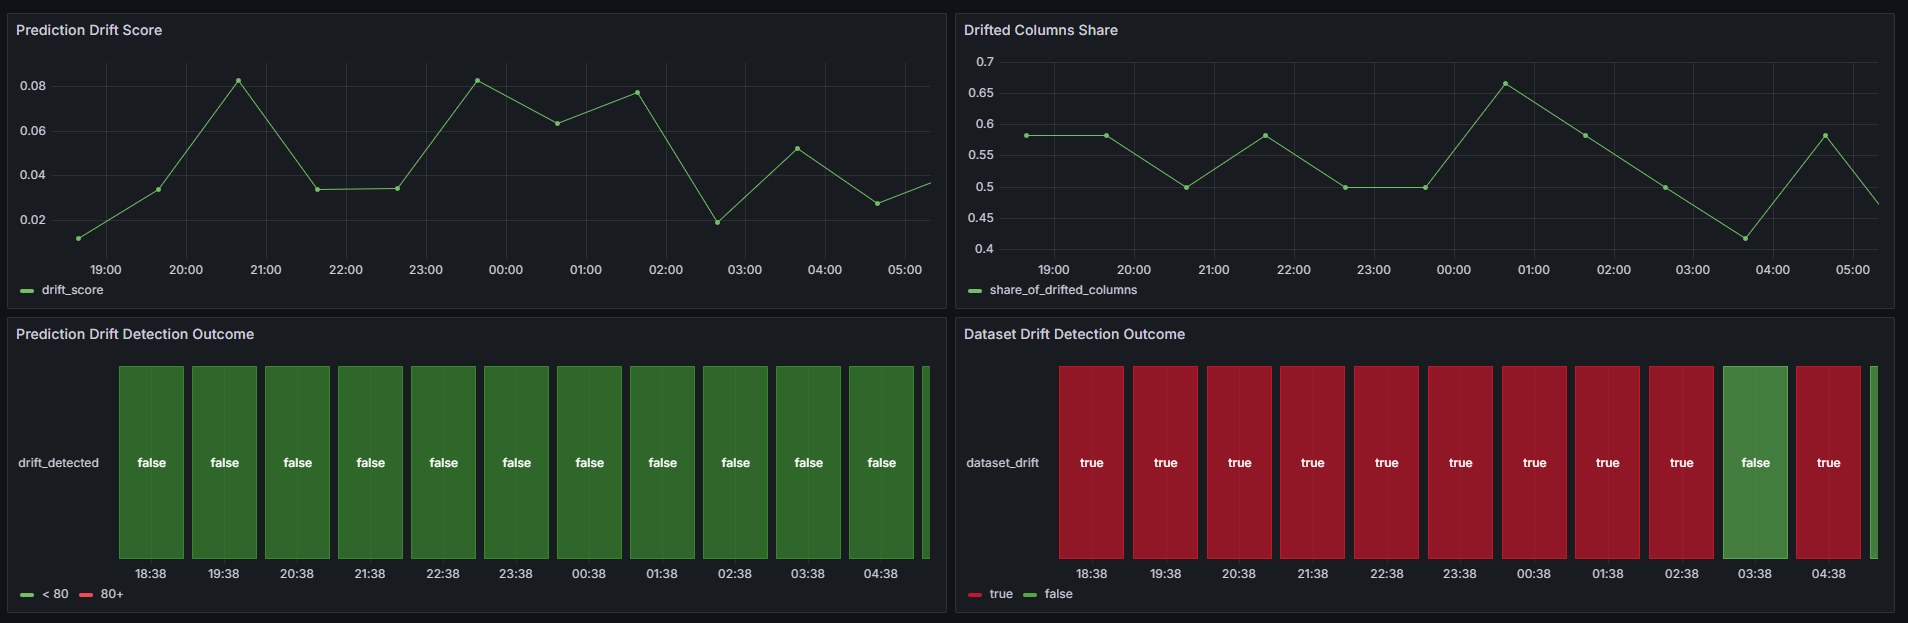 Prediction Drift Score
0.08
0.06
0.04
0.02
19:00 20:00 21:00 22:00 23:00 00:00 01:00 02:00 03:00 04:00 05:00
drift_score
Drifted Columns Share
0.7
0.65
0.6
0.55
0.5
0.45
0.4
19:00 20:00 21:00 22:00 23:00 00:00 01:00 02:00 03:00 04:00 05:00
share_of_drifted_columns
Prediction Drift Detection Outcome
drift_detected false false false false false false false false false false false
18:38 19:38 20:38 21:38 22:38 23:38 00:38 01:38 02:38 03:38 04:38
< 80 80+
Dataset Drift Detection Outcome
dataset_drift true true true true true true true true true false true
18:38 19:38 20:38 21:38 22:38 23:38 00:38 01:38 02:38 03:38 04:38
true false